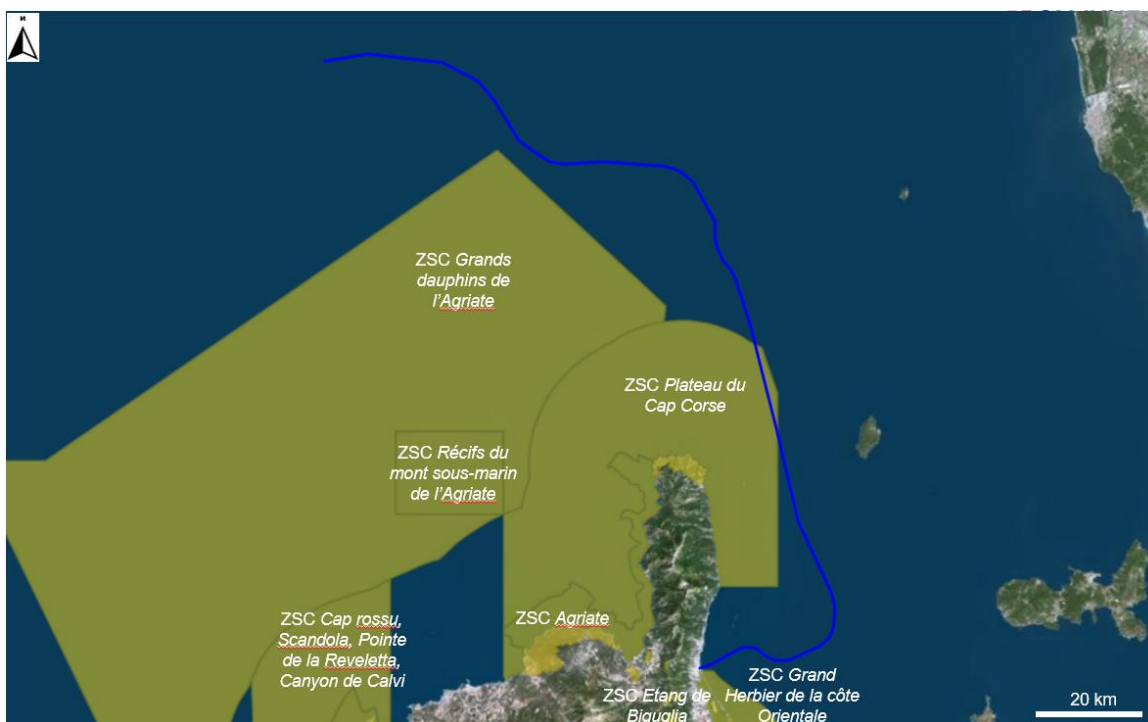 N
ZSC Grands
dauphins de
l'Agriate
ZSC Plateau du
Cap Corse
ZSC Récifs du
mont sous-marin
de l'Agriate
ZSC Cap rossu,
Scandola, Pointe
de la Reveletta,
Canyon de Calvi
ZSC Agriate
ZSC Etang de
Biguglia
ZSC Grand
Herbier de la côte
Orientale
20 km